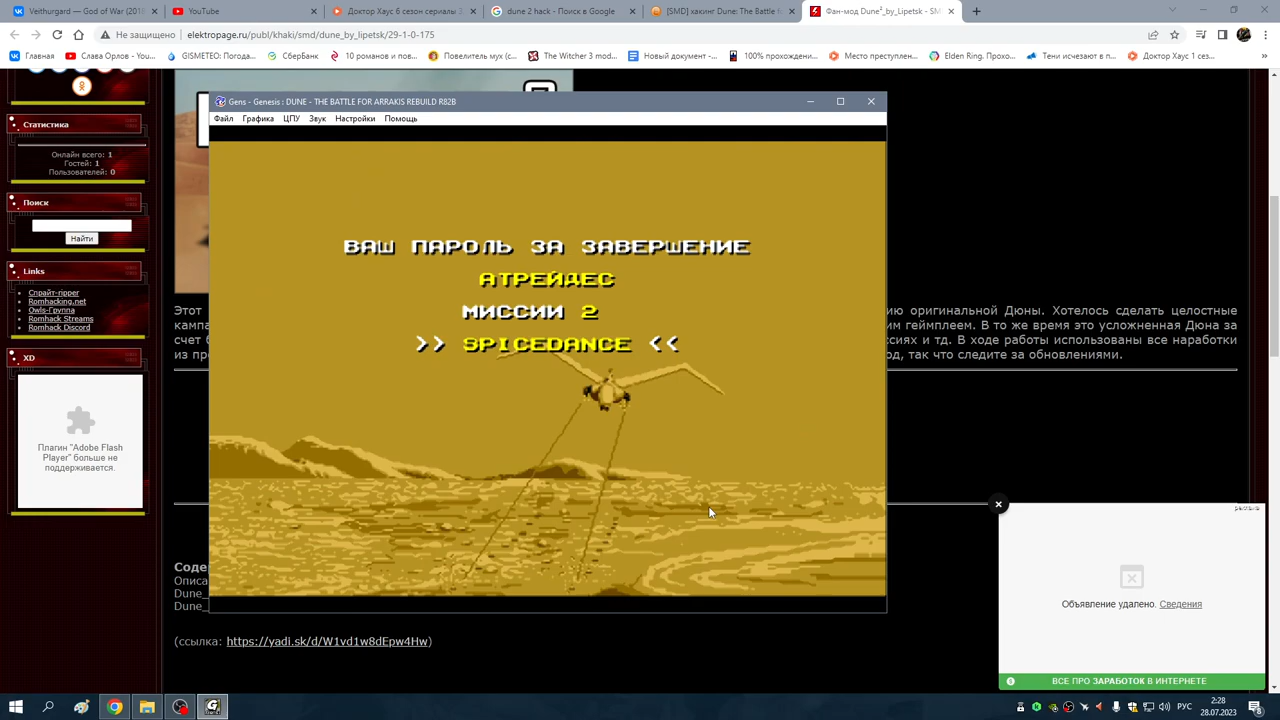 Veithurgard — God of War (2018
YouTube
Доктор Хаус 6 сезон сериалы 3
dune 2 hack - Поиск в Google
[SMD] хакинг Dune: The Battle f
Фан-мод Dune²_by_Lipetsk - SM
Не защищено
elektropage.ru/publ/khaki/smd/dune_by_lipetsk/29-1-0-175
Главная
Слава Орлов - You...
GISMETEO: Погода...
СберБанк
10 романов и пов...
Повелитель мух (с...
The Witcher 3 mod...
Новый документ -...
100% прохождени...
Место преступлен...
Elden Ring. Прохо...
Тени исчезают в п...
Доктор Хаус 1 сез...
»
Статистика
Онлайн всего: 1
Гостей: 1
Пользователей: 0
Поиск
Найти
Links
Спрайт-ripper
Romhacking.net
Owls-Группа
Romhack Streams
Romhack Discord
XD
Плагин "Adobe Flash
Player" больше не
поддерживается.
Gens - Genesis : DUNE - THE BATTLE FOR ARRAKIS REBUILD R82B
Файл Графика ЦПУ Звук Настройки Помощь
ВАШ ПАРОЛЬ ЗА ЗАВЕРШЕНИЕ
АТРЕЙДЕС
МИССИИ 2
>> SPICEDANCE <<
Этот
ию оригинальной Дюны. Хотелось сделать целостные
кампа
им геймплеем. В то же время это усложненная Дюна за
счет б
ссиях и тд. В ходе работы использованы все наработки
из пр
од, так что следите за обновлениями.
Соде
Описа
Dune_
Dune_
(ссылка: https://yadi.sk/d/W1vd1w8dEpw4Hw)
Объявление удалено. Сведения
ВСЕ ПРО ЗАРАБОТОК В ИНТЕРНЕТЕ
РУС
2:28
28.07.2023